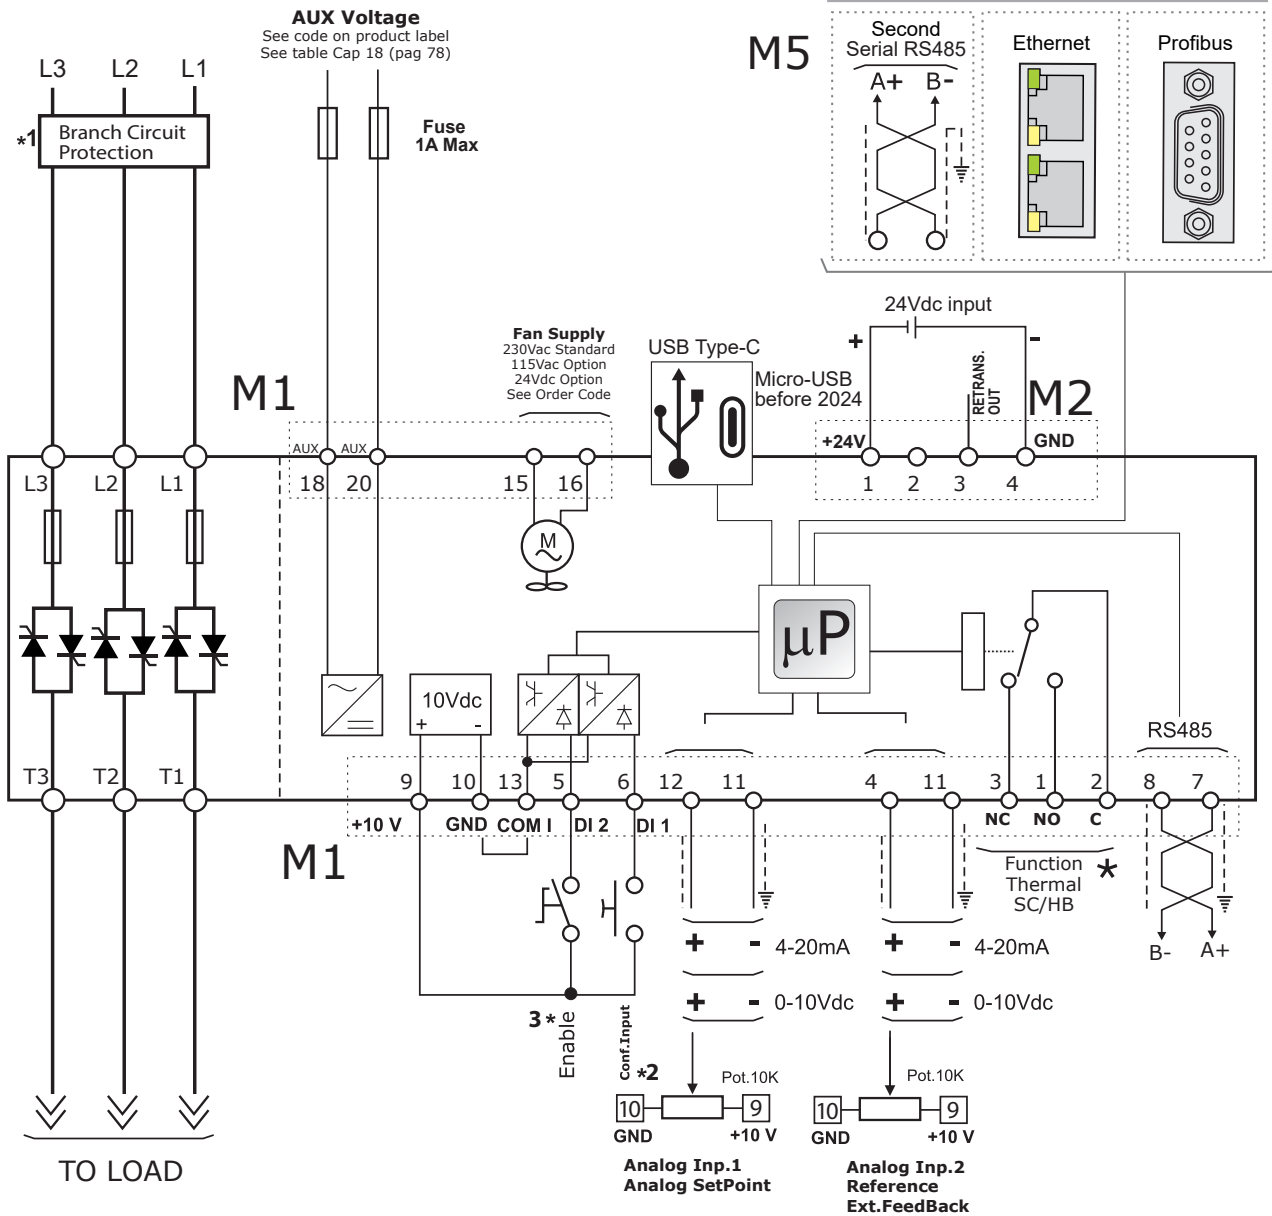 AUX Voltage
See code on product label
See table Cap 18 (pag 78)
L3 L2 L1
*1
Branch Circuit
Protection
Fuse
1A Max
M5
Second
Serial RS485
A+ B-
Ethernet
Profibus
24Vdc input
+ -
Fan Supply
230Vac Standard
115Vac Option
24Vdc Option
See Order Code
USB Type-C
Micro-USB
before 2024
RETRANS.
OUT
M1
M2
AUX AUX
+24V
GND
L3 L2 L1
18 20
15 16
1 2 3 4
M
µP
10Vdc
+ -
RS485
T3 T2 T1
9 10 13 5 6 12 11 4 11 3 1 2 8 7
+10 V GND COM I DI 2 DI 1
NC NO C
M1
Function
Thermal
SC/HB
*
+ - 4-20mA
+ - 4-20mA
B- A+
+ - 0-10Vdc
+ - 0-10Vdc
3*
Enable
Conf.Input
*2
Pot.10K
10 9
GND +10 V
Pot.10K
10 9
GND +10 V
TO LOAD
Analog Inp.1
Analog SetPoint
Analog Inp.2
Reference
Ext.FeedBack